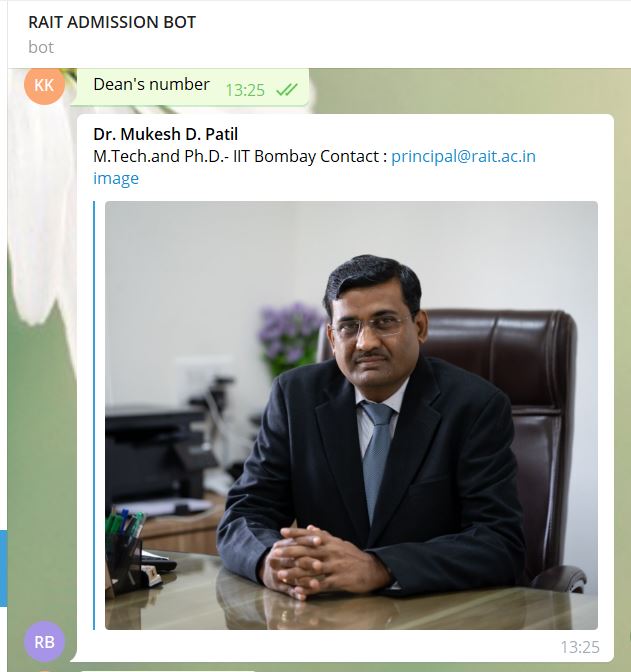 RAIT ADMISSION BOT
bot
KK
Dean's number 13:25
Dr. Mukesh D. Patil
M.Tech.and Ph.D.- IIT Bombay Contact : principal@rait.ac.in
image
RB
13:25